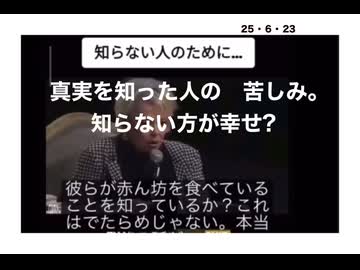 25・6・23
知らない人のために...
真実を知った人の 苦しみ。
知らない方が幸せ?
彼らが赤ん坊を食べている
ことを知っているか?これ
はでたらめじゃない。本当